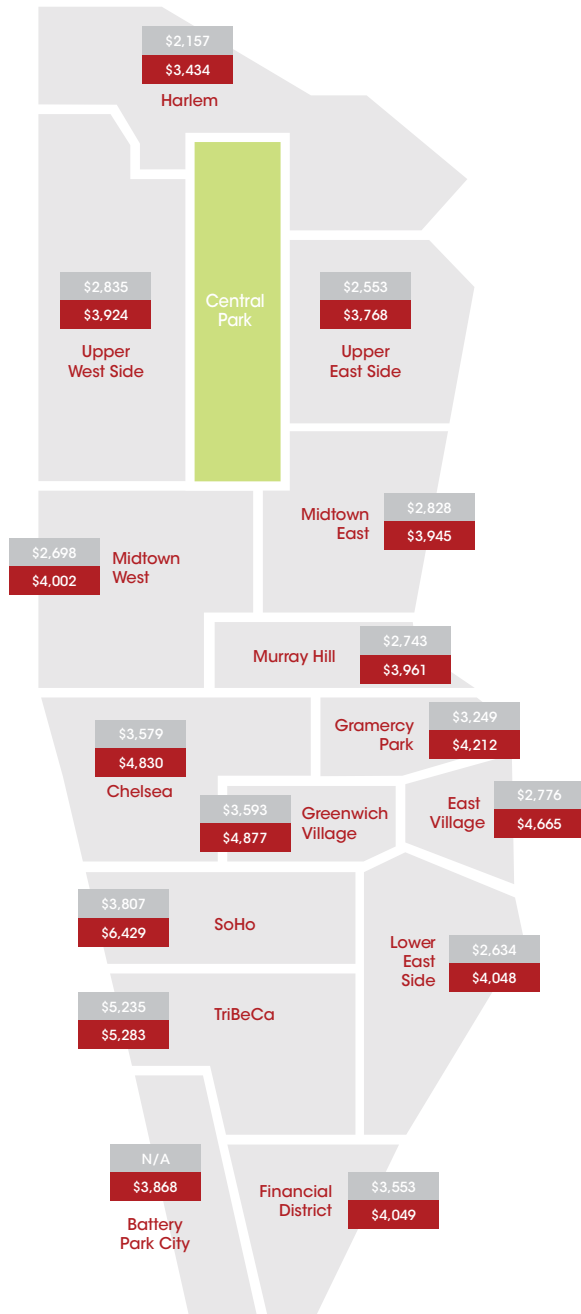 $2,157
$3,434
Harlem
$2,835
$3,924
Upper
West Side
Central
Park
$2,553
$3,768
Upper
East Side
Midtown
East
$2,828
$3,945
$2,698
$4,002
Midtown
West
Murray Hill
$2,743
$3,961
$3,579
$4,830
Chelsea
Gramercy
Park
$3,249
$4,212
$3,593
$4,877
Greenwich
Village
East
Village
$2,776
$4,665
$3,807
$6,429
SoHo
Lower
East
Side
$2,634
$4,048
$5,235
$5,283
TriBeCa
N/A
$3,868
Battery
Park City
Financial
District
$3,553
$4,049